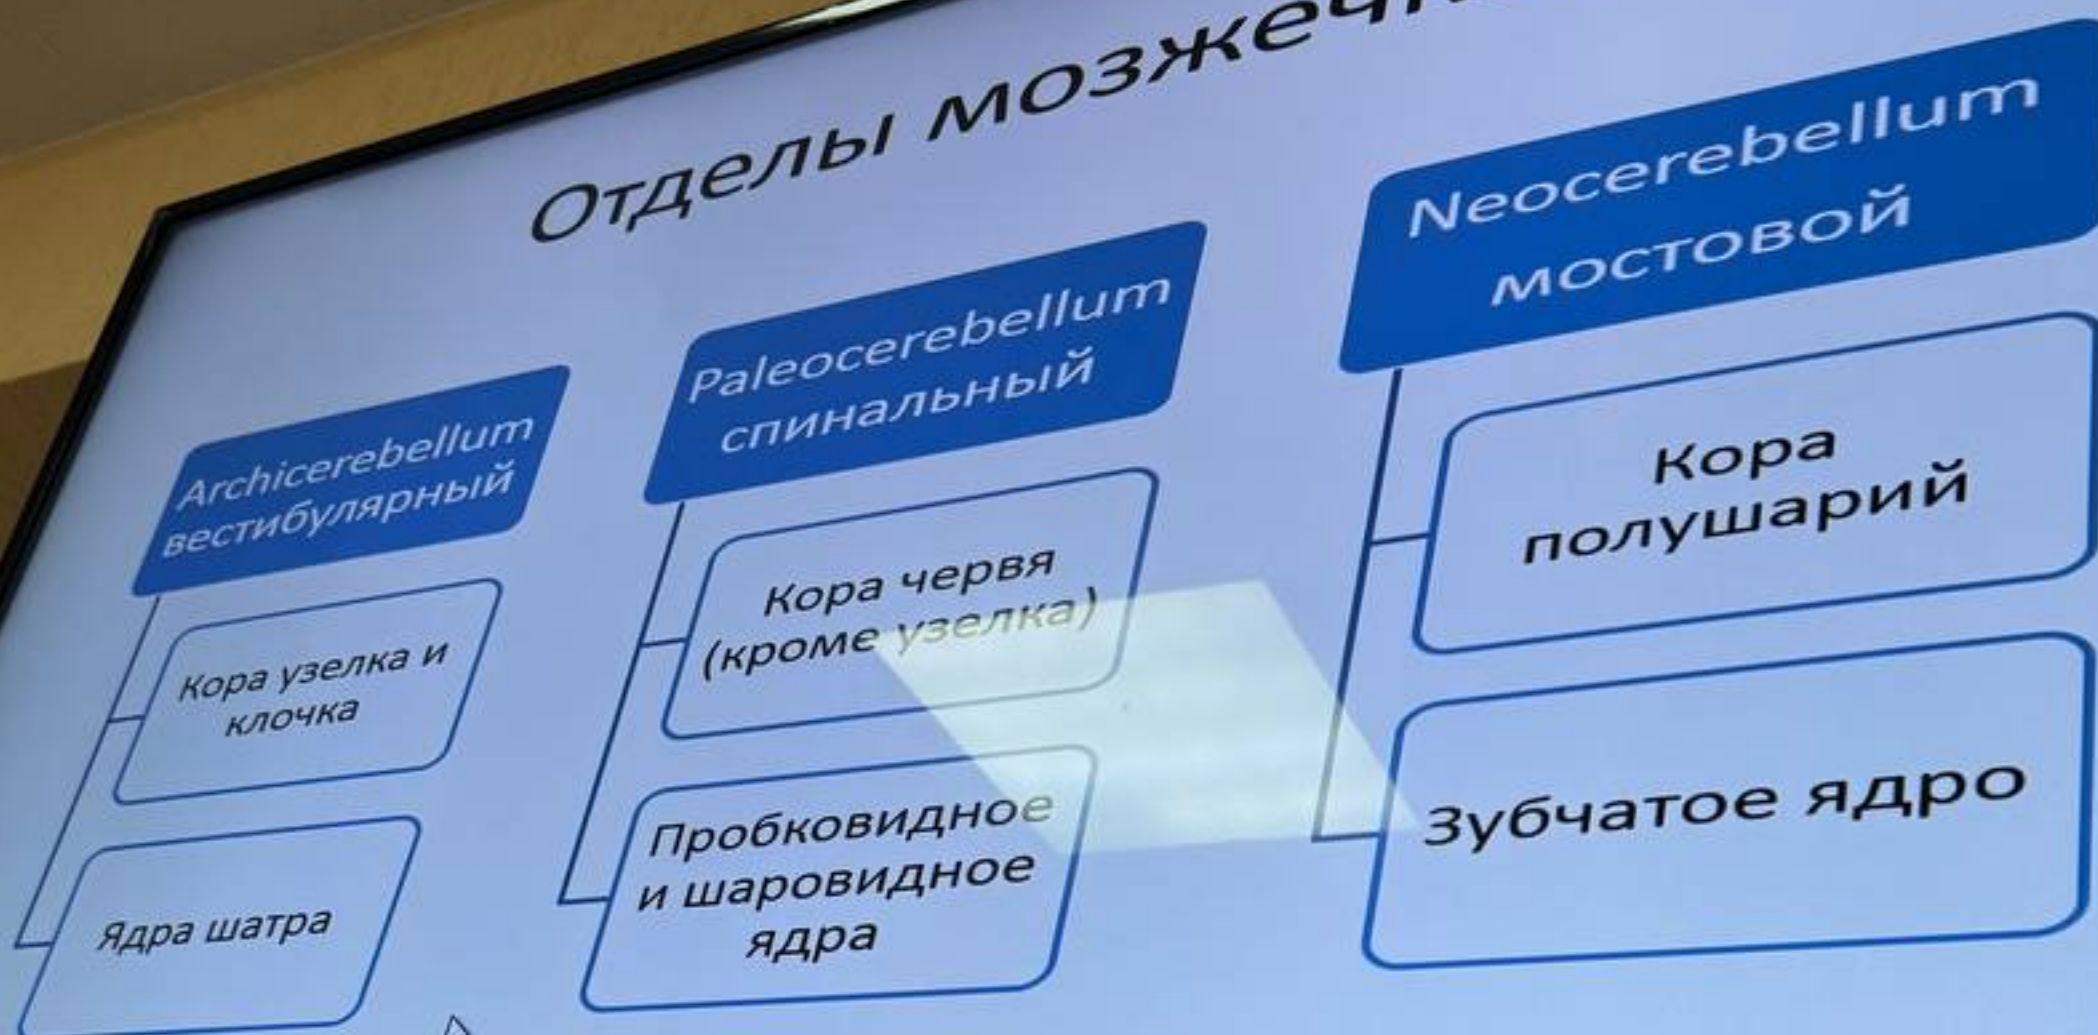 Отделы
Archicerebellum
вестибулярный
Кора узелка и
клочка
Ядра шатра
Paleocerebellum
спинальный
Кора червя
(кроме узелка)
Пробковидное
и шаровидное
ядра
Neocerebellum
мостовой
Кора
полушарий
Зубчатое ядро